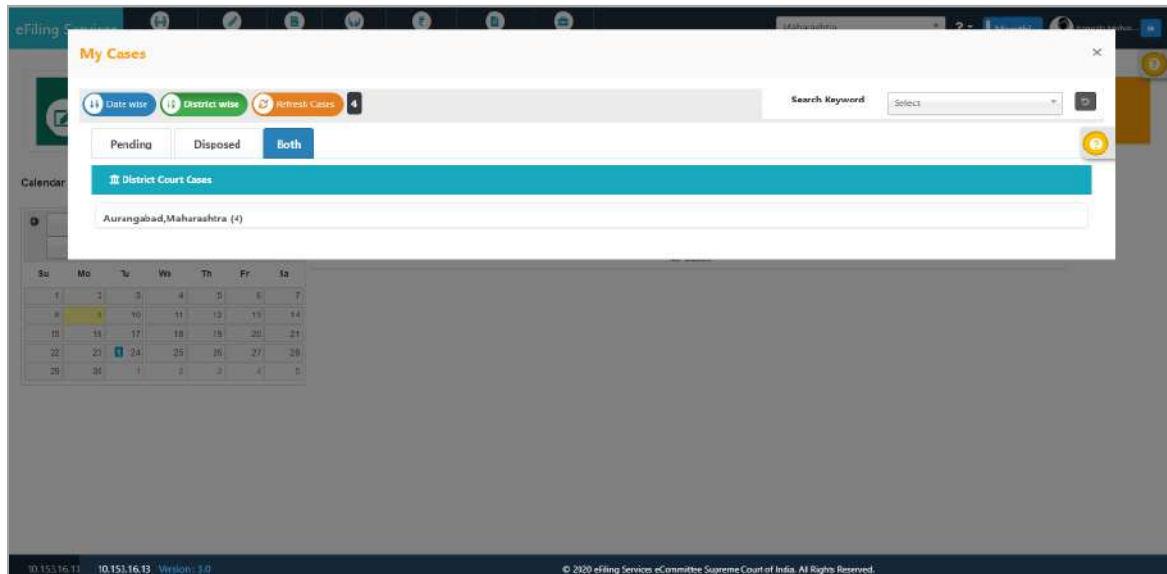 eFiling Services
Maharashtra
My Cases
×
Date wise
District wise
Refresh Cases
4
Search Keyword
Select
Pending
Disposed
Both
District Court Cases
Calendar
Aurangabad,Maharashtra (4)
Su Mo Tu We Th Fr Sa
1 2 3 4 5 6 7
8 9 10 11 12 13 14
15 16 17 18 19 20 21
22 23 1 24 25 26 27 28
29 30 1 2 3 4 5
10.153.16.13 10.153.16.13 Version : 3.0
© 2020 eFiling Services eCommittee Supreme Court of India. All Rights Reserved.